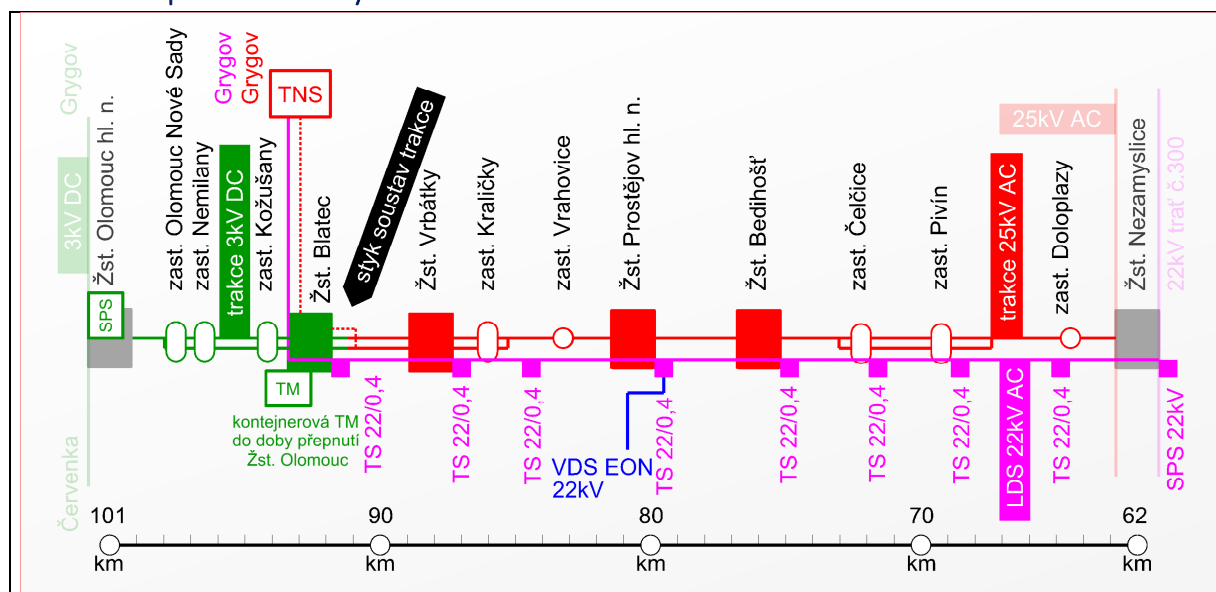 Grygov
Žst. Olomouc hl. n.
3kV DC
SPS
Červenka
zast. Olomouc Nové Sady
zast. Nemilany
trakce 3kV DC
zast. Kožušany
Grygov
Grygov
TNS
Žst. Blatec
styk soustav trakce
Žst. Vrbátky
zast. Kraličky
zast. Vrahovice
Žst. Prostějov hl. n.
Žst. Bedihošť
zast. Čelčice
zast. Pivín
25kV AC
trakce 25kV AC
zast. Doloplazy
Žst. Nezamyslice
22kV trať č.300
TM
kontejnerová TM
do doby přepnutí
Žst. Olomouc
TS 22/0,4
TS 22/0,4
TS 22/0,4
VDS EON
22kV
TS 22/0,4
TS 22/0,4
TS 22/0,4
TS 22/0,4
LDS 22kV AC
TS 22/0,4
SPS 22kV
101
90
80
70
62
km
km
km
km
km